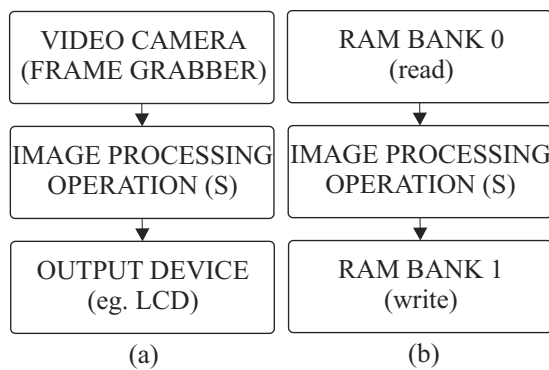 VIDEO CAMERA
(FRAME GRABBER)
IMAGE PROCESSING
OPERATION (S)
OUTPUT DEVICE
(eg. LCD)
(a)
RAM BANK 0
(read)
IMAGE PROCESSING
OPERATION (S)
RAM BANK 1
(write)
(b)